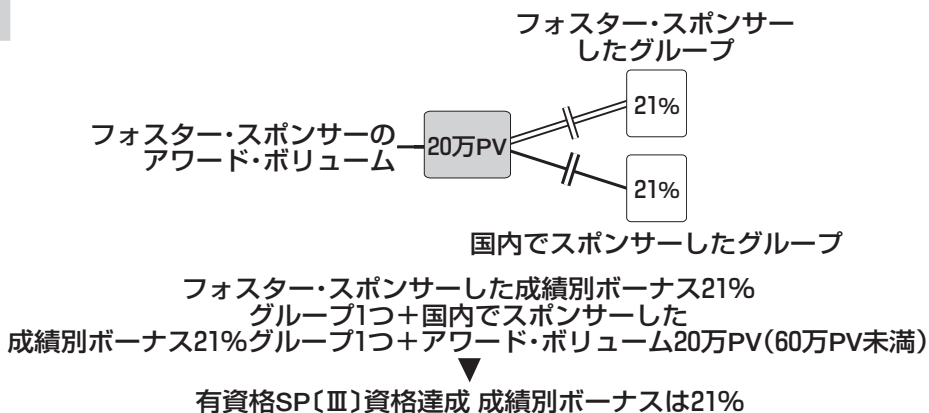 フォスター・スポンサー
したグループ
21%
フォスター・スポンサーの
アワード・ボリューム
20万PV
21%
国内でスポンサーしたグループ
フォスター・スポンサーした成績別ボーナス21%
グループ1つ＋国内でスポンサーした
成績別ボーナス21%グループ1つ＋アワード・ボリューム20万PV(60万PV未満)
▼
有資格SP〔Ⅲ〕資格達成 成績別ボーナスは21%